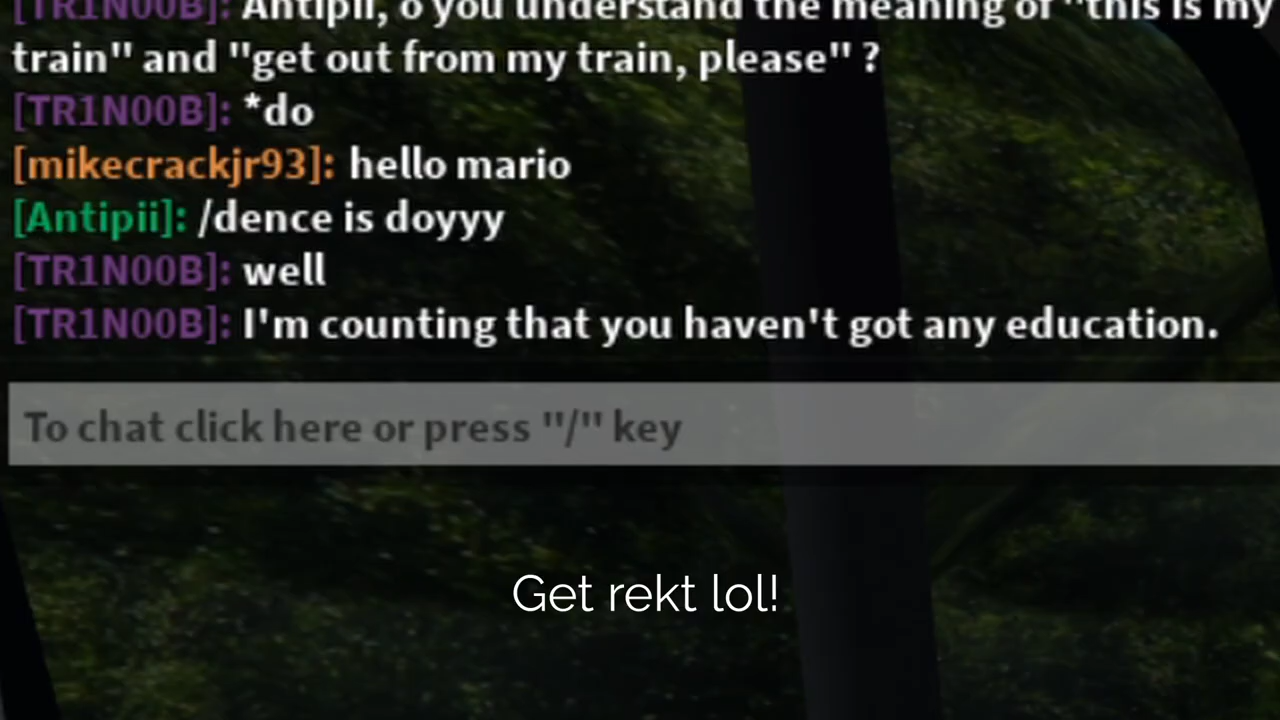 [TR1N00B]: Antipii, o you understand the meaning of "this is my
train" and "get out from my train, please" ?
[TR1N00B]: *do
[mikecrackjr93]: hello mario
[Antipii]: /dence is doyyy
[TR1N00B]: well
[TR1N00B]: I'm counting that you haven't got any education.
To chat click here or press "/" key
Get rekt lol!